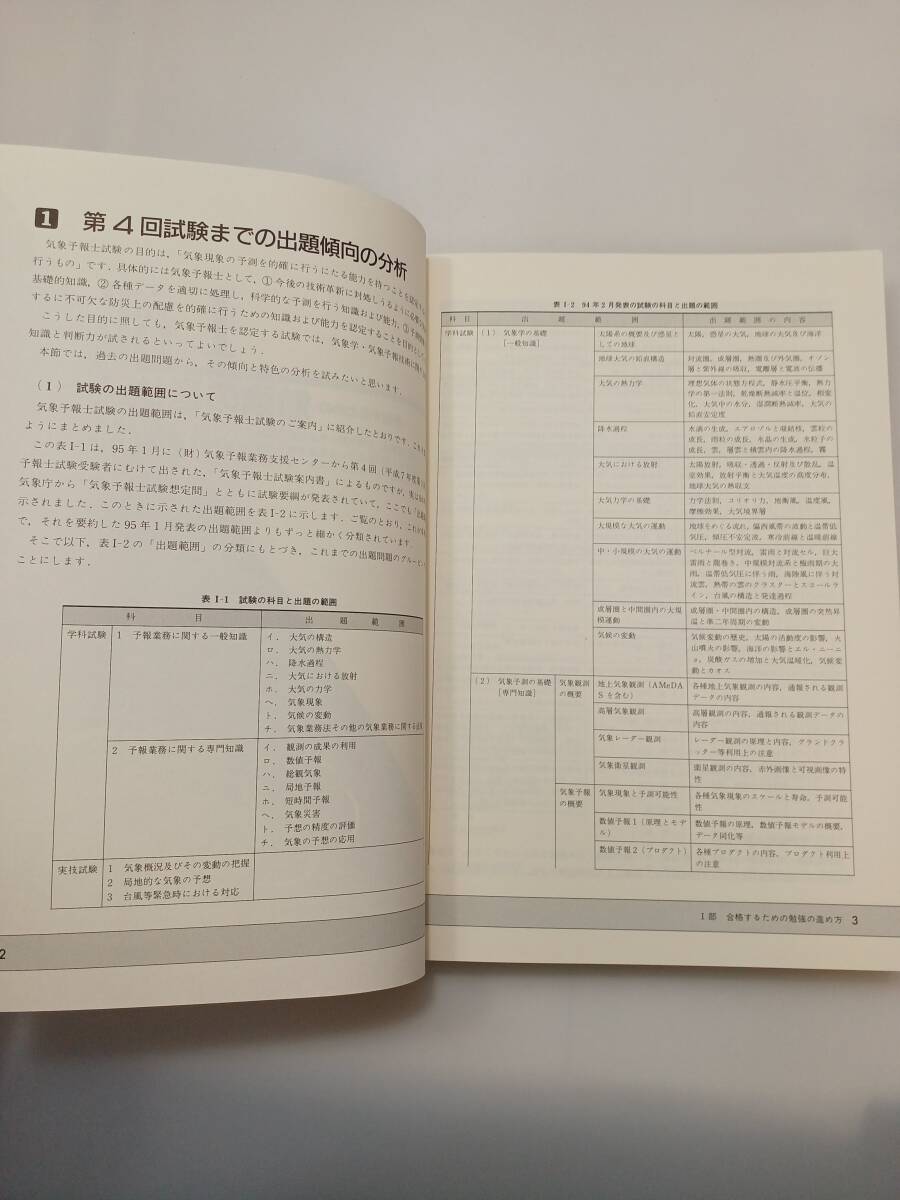 1 第4回試験までの出題傾向の分析
気象予報士試験の目的は,「気象現象の予測を的確に行うにたる能力を持つことを
行うもの」です.具体的には気象予報士として,① 今後の技術革新に対処しうるように
基礎的知識,② 各種データを適切に処理し,科学的な予測を行う知識および能力,③
するに不可欠な防災上の配慮を的確に行うための知識および能力を認定することを目的として
こうした目的に照しても,気象予報士を認定する試験では,気象学・気象予報技術に関する
知識と判断力が試されるといってよいでしょう.
本節では,過去の出題問題から,その傾向と特色の分析を試みたいと思います.
(1) 試験の出題範囲について
気象予報士試験の出題範囲は,「気象予報士試験のご案内」に紹介したとおりです.
ようにまとめました.
この表I-1は,95年1月に(財)気象予報業務支援センターから第4回(平成7年度
予報士試験受験者にむけて出された,「気象予報士試験案内書」によるものですが,実は
気象庁から「気象予報士試験想定問」とともに試験要綱が発表されていて,ここでも「出題
示されました.このときに示された出題範囲を表I-2に示します.ご覧のとおり,これが
で,それを要約した95年1月発表の出題範囲よりもずっと細かく分類されています.
そこで以下,表I-2の「出題範囲」の分類にもとづき,これまでの出題問題のグルーピ
ことにします.
表 I-1 試験の科目と出題の範囲
科 目 出 題 範 囲
学科試験 1 予報業務に関する一般知識 イ.大気の構造
ロ.大気の熱力学
ハ.降水過程
ニ.大気における放射
ホ.大気の力学
ヘ.気象現象
ト.気候の変動
チ.気象業務法その他の気象業務に関する法規
2 予報業務に関する専門知識 イ.観測の成果の利用
ロ.数値予報
ハ.総観気象
ニ.局地予報
ホ.短時間予報
ヘ.気象災害
ト.予想の精度の評価
チ.気象の予想の応用
実技試験 1 気象概況及びその変動の把握
2 局地的な気象の予想
3 台風等緊急時における対応
2
表 I-2 94年2月発表の試験の科目と出題の範囲
科 目 出 題 範 囲 出 題 範 囲 の 内 容
学科試験 (1) 気象学の基礎 太陽系の概要及び惑星と 太陽,惑星の大気,地球の大気及び海洋
[一般知識] しての地球
地球大気の鉛直構造 対流圏,成層圏,熱圏及び外気圏,オゾン
層と紫外線の吸収,電離層と電波の伝播
大気の熱力学 理想気体の状態方程式,静水圧平衡,熱力
学の第一法則,乾燥断熱減率と温位,相変
化,大気中の水分,湿潤断熱減率,大気の
鉛直安定度
降水過程 水滴の生成,エアロゾルと凝結核,雲粒の
成長,雨粒の成長,氷晶の生成,氷粒子の
成長,雲,層雲と積雲内の降水過程,霧
大気における放射 太陽放射,吸収・透過・反射及び散乱,温
室効果,放射平衡と大気温度の高度分布,
地球大気の熱収支
大気力学の基礎 力学法則,コリオリ力,地衡風,温度風,
摩擦効果,大気境界層
大規模な大気の運動 地球をめぐる流れ,偏西風帯の波動と温帯低
気圧,傾圧不安定波,寒冷前線と温暖前線
中・小規模の大気の運動 ベルナール型対流,雷雨と対流セル,巨大
雷雨と竜巻き,中規模対流系と梅雨期の大
雨,温帯低気圧に伴う雨,海陸風に伴う対
流雲,熱帯の雲のクラスターとスコールラ
イン,台風の構造と発達過程
成層圏と中間圏内の大規 成層圏・中間圏内の構造,成層圏の突然昇
模運動 温と準二年周期の変動
気候の変動 気候変動の歴史,太陽の活動度の影響,火
山噴火の影響,海洋の影響とエル・ニーニ
ョ,炭酸ガスの増加と大気温暖化,気候変
動とカオス
(2) 気象予測の基礎 気象観測 地上気象観測(AMeDA 各種地上気象観測の内容,通報される観測
[専門知識] の概要 Sを含む) データの内容
高層気象観測 高層観測の内容,通報される観測データの
内容
気象レーダー観測 レーダー観測の原理と内容,グランドクラ
ッター等利用上の注意
気象衛星観測 衛星観測の内容,赤外画像と可視画像の特
性
気象予報 気象現象と予測可能性 各種気象現象のスケールと寿命,予測可能
の概要 性
数値予報1(原理とモデ 数値予報の原理,数値予報モデルの概要,
ル) データ同化等
数値予報2(プロダクト) 各種プロダクトの内容,プロダクト利用上
の注意
I部 合格するための勉強の進め方 3